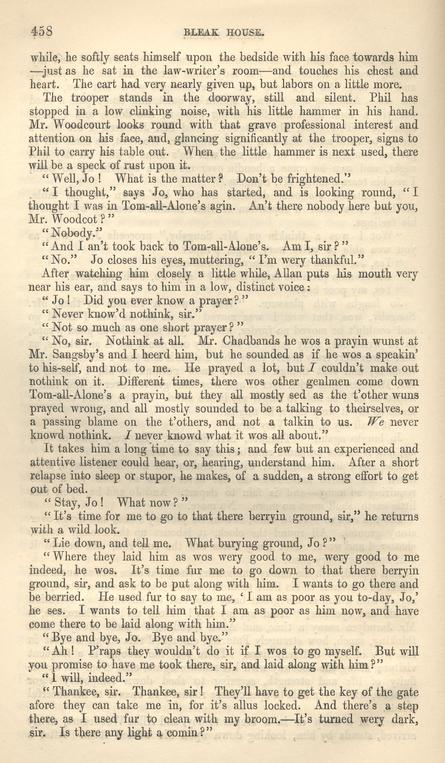 458 BLEAK HOUSE.
while, he softly seats himself upon the bedside with his face towards him
—just as he sat in the law-writer's room—and touches his chest and
heart. The cart had very nearly given up, but labors on a little more.
The trooper stands in the doorway, still and silent. Phil has
stopped in a low clinking noise, with his little hammer in his hand.
Mr. Woodcourt looks round with that grave professional interest and
attention on his face, and, glancing significantly at the trooper, signs to
Phil to carry his table out. When the little hammer is next used, there
will be a speck of rust upon it.
"Well, Jo! What is the matter? Don't be frightened."
"I thought," says Jo, who has started, and is looking round, "I
thought I was in Tom-all-Alone's agin. An't there nobody here but you,
Mr. Woodcot?"
"Nobody."
"And I an't took back to Tom-all-Alone's. Am I, sir?"
"No." Jo closes his eyes, muttering, "I'm wery thankful."
After watching him closely a little while, Allan puts his mouth very
near his ear, and says to him in a low, distinct voice:
"Jo! Did you ever know a prayer?"
"Never know'd nothink, sir."
"Not so much as one short prayer?"
"No, sir. Nothink at all. Mr. Chadbands he wos a prayin wunst at
Mr. Sangsby's and I heerd him, but he sounded as if he wos a speakin'
to his-self, and not to me. He prayed a lot, but I couldn't make out
nothink on it. Different times, there wos other genlmen come down
Tom-all-Alone's a prayin, but they all mostly sed as the t'other wuns
prayed wrong, and all mostly sounded to be a talking to theirselves, or
a passing blame on the t'others, and not a talkin to us. We never
knowd nothink. I never knowd what it wos all about."
It takes him a long time to say this; and few but an experienced and
attentive listener could hear, or, hearing, understand him. After a short
relapse into sleep or stupor, he makes, of a sudden, a strong effort to get
out of bed.
"Stay, Jo! What now?"
"It's time for me to go to that there berryin ground, sir," he returns
with a wild look.
"Lie down, and tell me. What burying ground, Jo?"
"Where they laid him as wos wery good to me, wery good to me
indeed, he wos. It's time fur me to go down to that there berryin
ground, sir, and ask to be put along with him. I wants to go there and
be berried. He used fur to say to me, 'I am as poor as you to-day, Jo,'
he ses. I wants to tell him that I am as poor as him now, and have
come there to be laid along with him."
"Bye and bye, Jo. Bye and bye."
"Ah! P'raps they wouldn't do it if I wos to go myself. But will
you promise to have me took there, sir, and laid along with him?"
"I will, indeed."
"Thankee, sir. Thankee, sir! They'll have to get the key of the gate
afore they can take me in, for it's allus locked. And there's a step
there, as I used fur to clean with my broom.—It's turned wery dark,
sir. Is there any light a comin?"